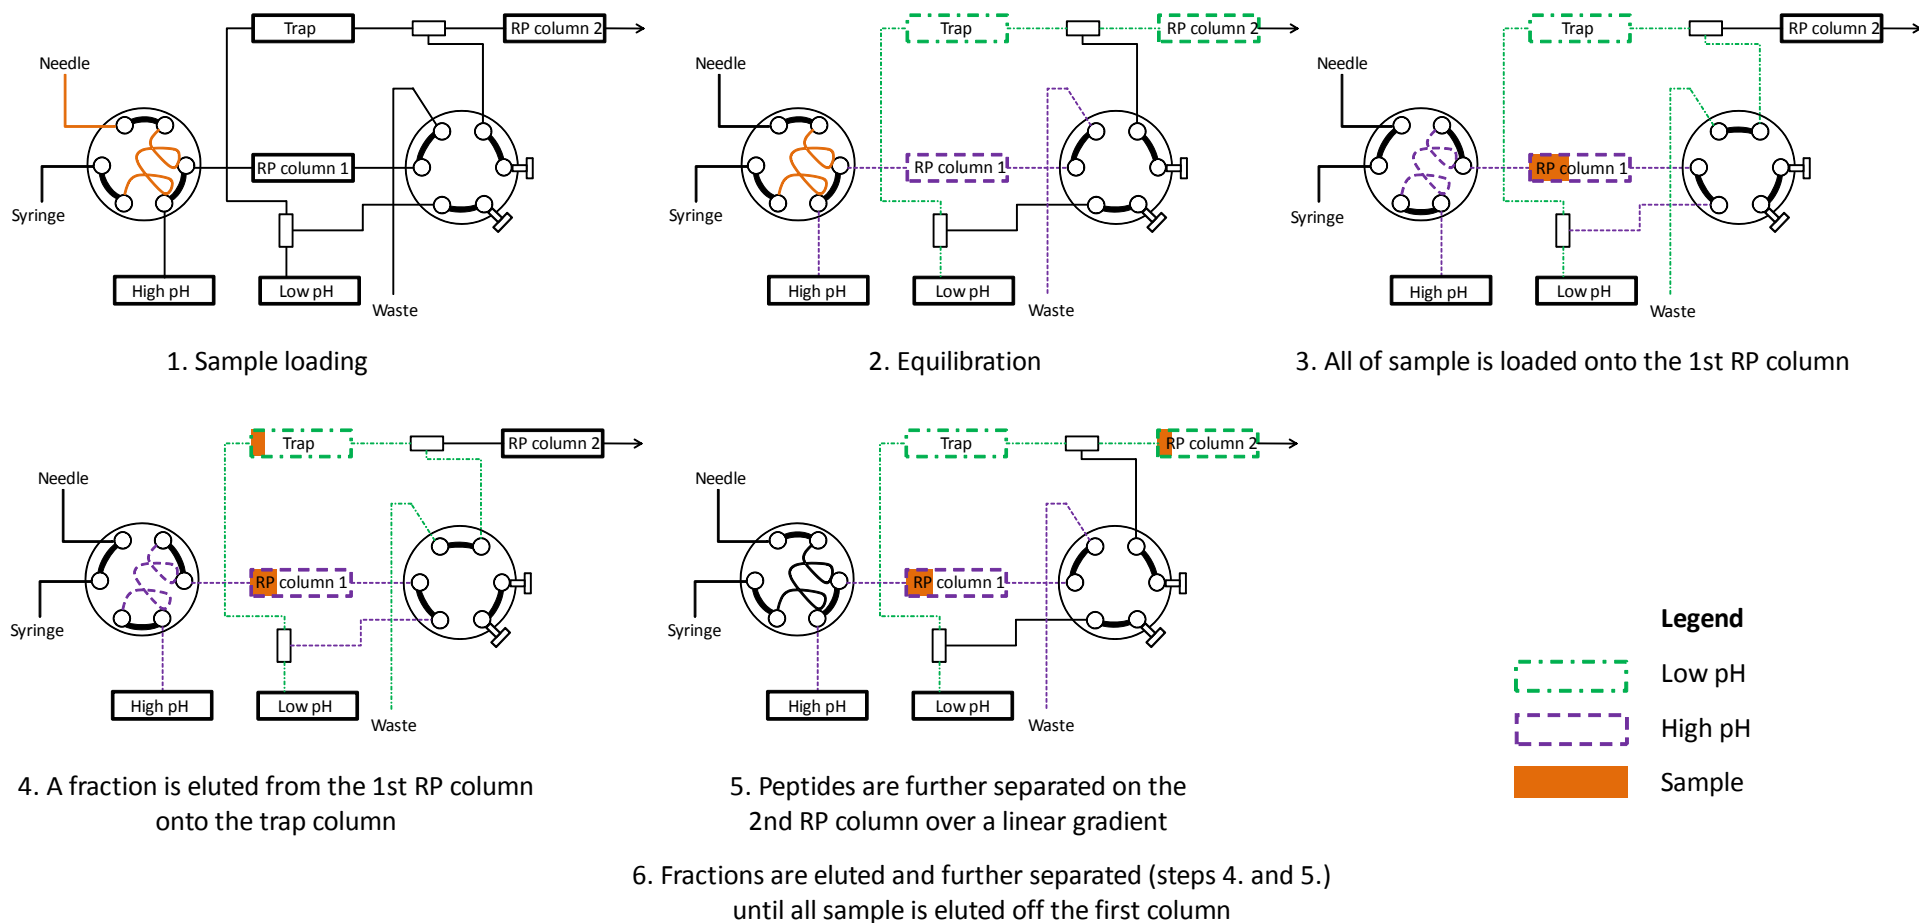 Trap
RP column 2
Needle
RP column 1
Syringe
High pH
Low pH
Waste
1. Sample loading
Trap
RP column 2
Needle
RP column 1
Syringe
High pH
Low pH
Waste
2. Equilibration
Trap
RP column 2
Needle
RP column 1
Syringe
High pH
Low pH
Waste
3. All of sample is loaded onto the 1st RP column
Trap
RP column 2
Needle
RP column 1
Syringe
High pH
Low pH
Waste
4. A fraction is eluted from the 1st RP column
onto the trap column
Trap
RP column 2
Needle
RP column 1
Syringe
High pH
Low pH
Waste
5. Peptides are further separated on the
2nd RP column over a linear gradient
Legend
Low pH
High pH
Sample
6. Fractions are eluted and further separated (steps 4. and 5.)
until all sample is eluted off the first column